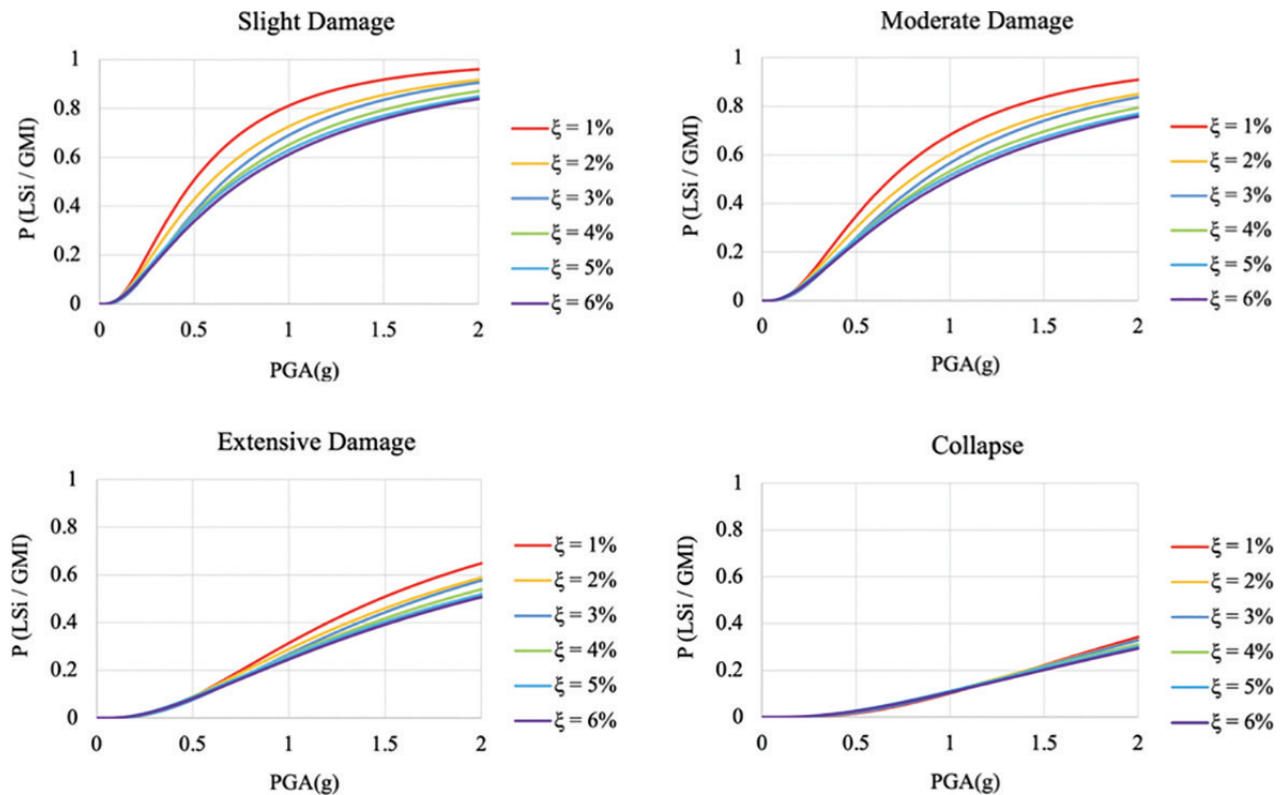 Slight Damage
P (LSi / GMI)
1
0.8
0.6
0.4
0.2
0
0
0.5
1
1.5
2
PGA(g)
ξ = 1%
ξ = 2%
ξ = 3%
ξ = 4%
ξ = 5%
ξ = 6%
Moderate Damage
P (LSi / GMI)
1
0.8
0.6
0.4
0.2
0
0
0.5
1
1.5
2
PGA(g)
ξ = 1%
ξ = 2%
ξ = 3%
ξ = 4%
ξ = 5%
ξ = 6%
Extensive Damage
P (LSi / GMI)
1
0.8
0.6
0.4
0.2
0
0
0.5
1
1.5
2
PGA(g)
ξ = 1%
ξ = 2%
ξ = 3%
ξ = 4%
ξ = 5%
ξ = 6%
Collapse
P (LSi / GMI)
1
0.8
0.6
0.4
0.2
0
0
0.5
1
1.5
2
PGA(g)
ξ = 1%
ξ = 2%
ξ = 3%
ξ = 4%
ξ = 5%
ξ = 6%